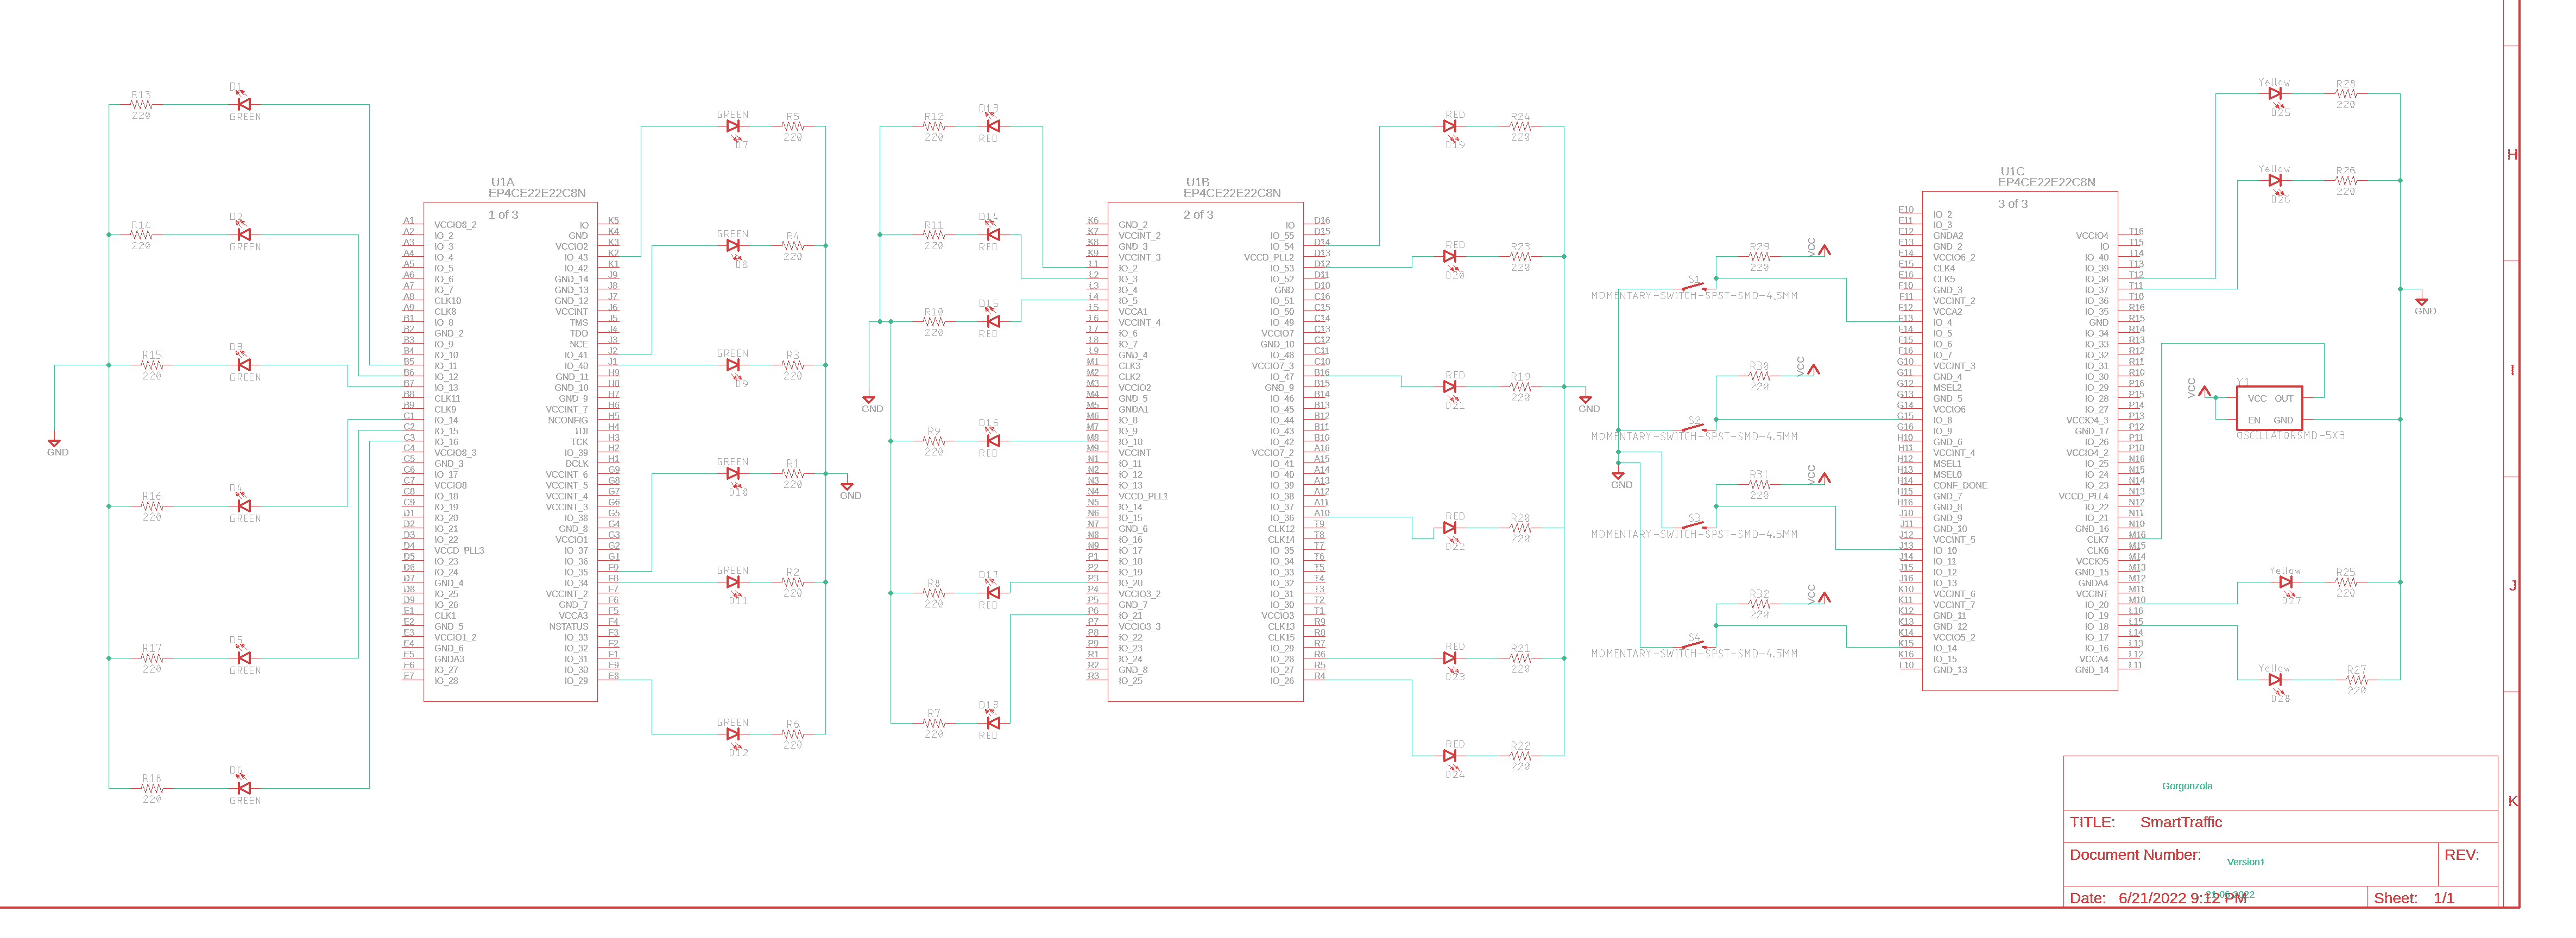 D1
R13
220
GREEN
D2
R14
220
GREEN
D3
R15
220
GREEN
GND
D4
R16
220
GREEN
D5
R17
220
GREEN
D6
R18
220
GREEN
U1A
EP4CE22E22C8N
1 of 3
A1 VCCIO8_2 IO K5
A2 IO_2 GND K4
A3 IO_3 VCCIO2 K3
A4 IO_4 IO_43 K2
A5 IO_5 IO_42 K1
A6 IO_6 GND_14 J9
A7 IO_7 GND_13 J8
A8 CLK10 GND_12 J7
A9 CLK8 VCCINT J6
B1 IO_8 TMS J5
B2 GND_2 TDO J4
B3 IO_9 NCE J3
B4 IO_10 IO_41 J2
B5 IO_11 IO_40 J1
B6 IO_12 GND_11 H9
B7 IO_13 GND_10 H8
B8 CLK11 GND_9 H7
B9 CLK9 VCCINT_7 H6
C1 IO_14 NCONFIG H5
C2 IO_15 TDI H4
C3 IO_16 TCK H3
C4 VCCIO8_3 IO_39 H2
C5 GND_3 DCLK H1
C6 IO_17 VCCINT_6 G9
C7 VCCIO8 VCCINT_5 G8
C8 IO_18 VCCINT_4 G7
C9 IO_19 VCCINT_3 G6
D1 IO_20 IO_38 G5
D2 IO_21 GND_8 G4
D3 IO_22 VCCIO1 G3
D4 VCCD_PLL3 IO_37 G2
D5 IO_23 IO_36 G1
D6 IO_24 IO_35 F9
D7 GND_4 IO_34 F8
D8 IO_25 VCCINT_2 F7
D9 IO_26 GND_7 F6
E1 CLK1 VCCA3 F5
E2 GND_5 NSTATUS F4
E3 VCCIO1_2 IO_33 F3
E4 GND_6 IO_32 F2
E5 GNDA3 IO_31 F1
E6 IO_27 IO_30 E9
E7 IO_28 IO_29 E8
GREEN R5
D7 220
GREEN R4
D8 220
GREEN R3
D9 220
GREEN R1
D10 220
GND
GREEN R2
D11 220
GREEN R6
D12 220
R12 D13
220 RED
R11 D14
220 RED
R10 D15
220 RED
GND
R9 D16
220 RED
R8 D17
220 RED
R7 D18
220 RED
U1B
EP4CE22E22C8N
2 of 3
K6 GND_2 IO D16
K7 VCCINT_2 IO_55 D15
K8 GND_3 IO_54 D14
K9 VCCINT_3 VCCD_PLL2 D13
L1 IO_2 IO_53 D12
L2 IO_3 IO_52 D11
L3 IO_4 GND D10
L4 IO_5 IO_51 C16
L5 VCCA1 IO_50 C15
L6 VCCINT_4 IO_49 C14
L7 IO_6 VCCIO7 C13
L8 IO_7 GND_10 C12
L9 GND_4 IO_48 C11
M1 CLK3 VCCIO7_3 C10
M2 CLK2 IO_47 B16
M3 VCCIO2 GND_9 B15
M4 GND_5 IO_46 B14
M5 GNDA1 IO_45 B13
M6 IO_8 IO_44 B12
M7 IO_9 IO_43 B11
M8 IO_10 IO_42 B10
M9 VCCINT VCCIO7_2 A16
N1 IO_11 IO_41 A15
N2 IO_12 IO_40 A14
N3 IO_13 IO_39 A13
N4 VCCD_PLL1 IO_38 A12
N5 IO_14 IO_37 A11
N6 IO_15 IO_36 A10
N7 GND_6 CLK12 T9
N8 IO_16 CLK14 T8
N9 IO_17 IO_35 T7
P1 IO_18 IO_34 T6
P2 IO_19 IO_33 T5
P3 IO_20 IO_32 T4
P4 VCCIO3_2 IO_31 T3
P5 GND_7 IO_30 T2
P6 IO_21 VCCIO3 T1
P7 VCCIO3_3 CLK13 R9
P8 IO_22 CLK15 R8
P9 IO_23 IO_29 R7
R1 IO_24 IO_28 R6
R2 GND_8 IO_27 R5
R3 IO_25 IO_26 R4
RED R24
D19 220
RED R23
D20 220
RED R19
D21 220
GND
RED R20
D22 220
RED R21
D23 220
RED R22
D24 220
R29 VCC
220
S1
MOMENTARY-SWITCH-SPST-SMD-4.5MM
R30 VCC
220
S2
MOMENTARY-SWITCH-SPST-SMD-4.5MM
GND
R31 VCC
220
S3
MOMENTARY-SWITCH-SPST-SMD-4.5MM
R32 VCC
220
S4
MOMENTARY-SWITCH-SPST-SMD-4.5MM
U1C
EP4CE22E22C8N
3 of 3
E10 IO_2
E11 IO_3
E12 GNDA2 VCCIO4 T16
E13 GND_2 IO T15
E14 VCCIO6_2 IO_40 T14
E15 CLK4 IO_39 T13
E16 CLK5 IO_38 T12
F10 GND_3 IO_37 T11
F11 VCCINT_2 IO_36 T10
F12 VCCA2 IO_35 R16
F13 IO_4 GND R15
F14 IO_5 IO_34 R14
F15 IO_6 IO_33 R13
F16 IO_7 IO_32 R12
G10 VCCINT_3 IO_31 R11
G11 GND_4 IO_30 R10
G12 MSEL2 IO_29 P16
G13 GND_5 IO_28 P15
G14 VCCIO6 IO_27 P14
G15 IO_8 VCCIO4_3 P13
G16 IO_9 GND_17 P12
H10 GND_6 IO_26 P11
H11 VCCINT_4 VCCIO4_2 P10
H12 MSEL1 IO_25 N16
H13 MSEL0 IO_24 N15
H14 CONF_DONE IO_23 N14
H15 GND_7 VCCD_PLL4 N13
H16 GND_8 IO_22 N12
J10 GND_9 IO_21 N11
J11 GND_10 GND_16 N10
J12 VCCINT_5 CLK7 M16
J13 IO_10 CLK6 M15
J14 IO_11 VCCIO5 M14
J15 IO_12 GND_15 M13
J16 IO_13 GNDA4 M12
K10 VCCINT_6 VCCINT M11
K11 VCCINT_7 IO_20 M10
K12 GND_11 IO_19 L16
K13 GND_12 IO_18 L15
K14 VCCIO5_2 IO_17 L14
K15 IO_14 IO_16 L13
K16 IO_15 VCCA4 L12
L10 GND_13 GND_14 L11
Yellow R28
D25 220
Yellow R26
D26 220
GND
VCC
Y1
VCC OUT
EN GND
OSCILLATORSMD-5X3
Yellow R25
D27 220
Yellow R27
D28 220
H
I
J
K
Gorgonzola
TITLE: SmartTraffic
Document Number: Version1
REV:
Date: 6/21/2022 9:12 PM
21.06.2022
Sheet: 1/1